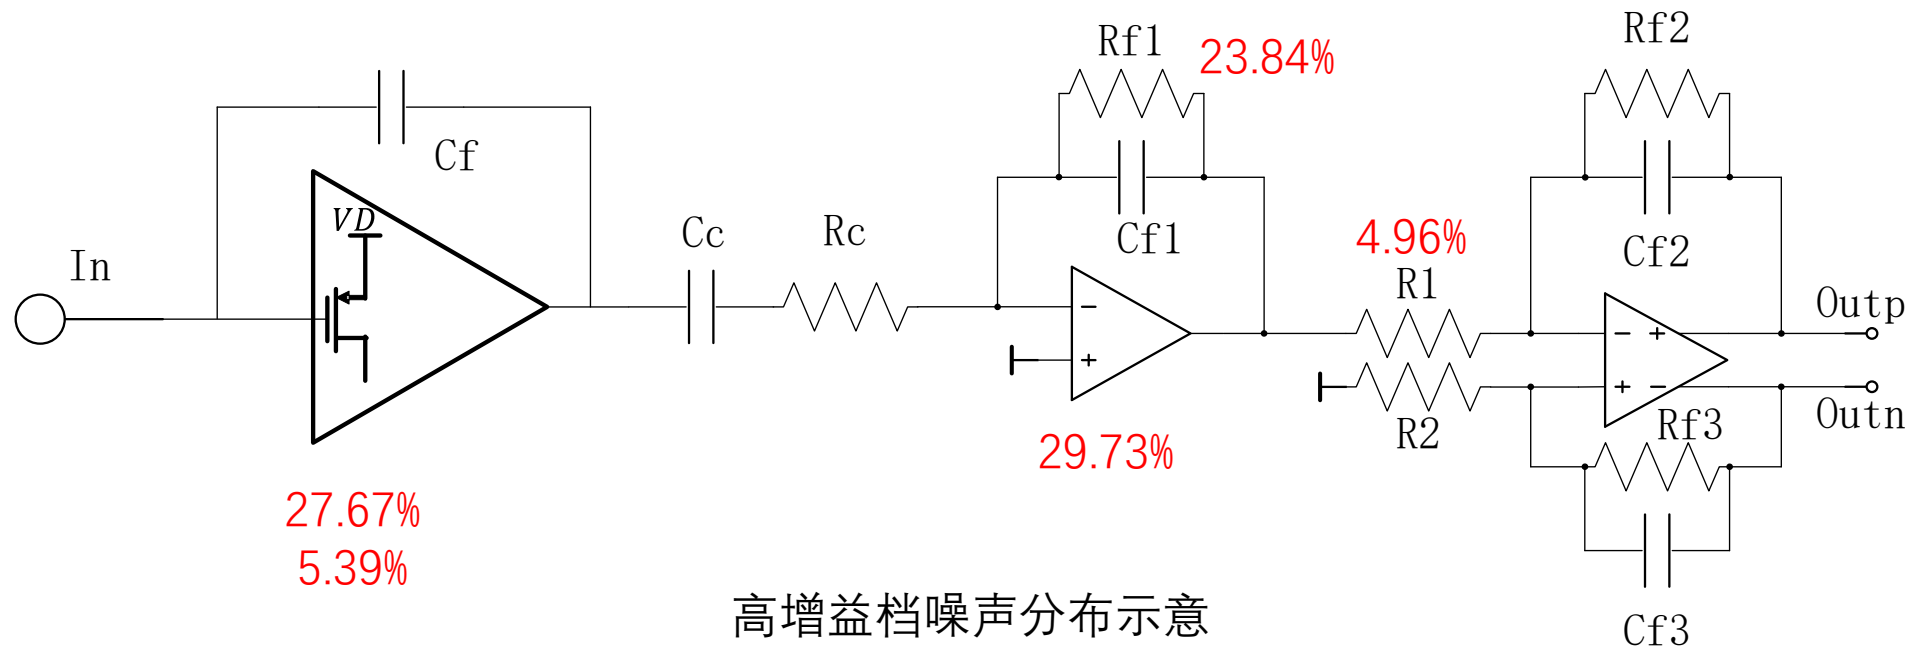 Rf1
23.84%
Rf2
Cf
VD
In
Cc
Rc
Cf1
4.96%
R1
Cf2
- + 
Outp
-
+
+ -
R2
Rf3
Outn
29.73%
27.67%
5.39%
Cf3
高增益档噪声分布示意